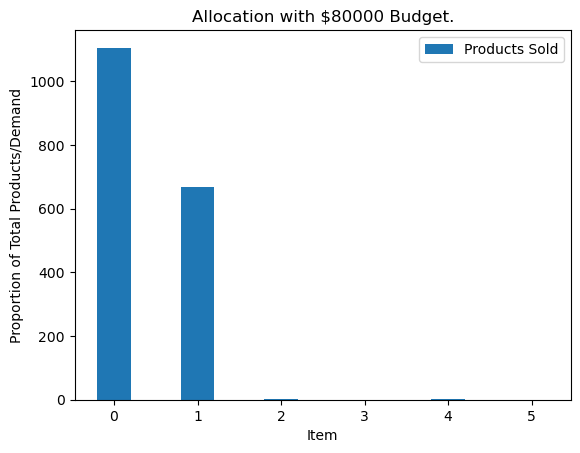 Allocation with $80000 Budget.
Products Sold
Proportion of Total Products/Demand
1000
800
600
400
200
0
0 1 2 3 4 5
Item